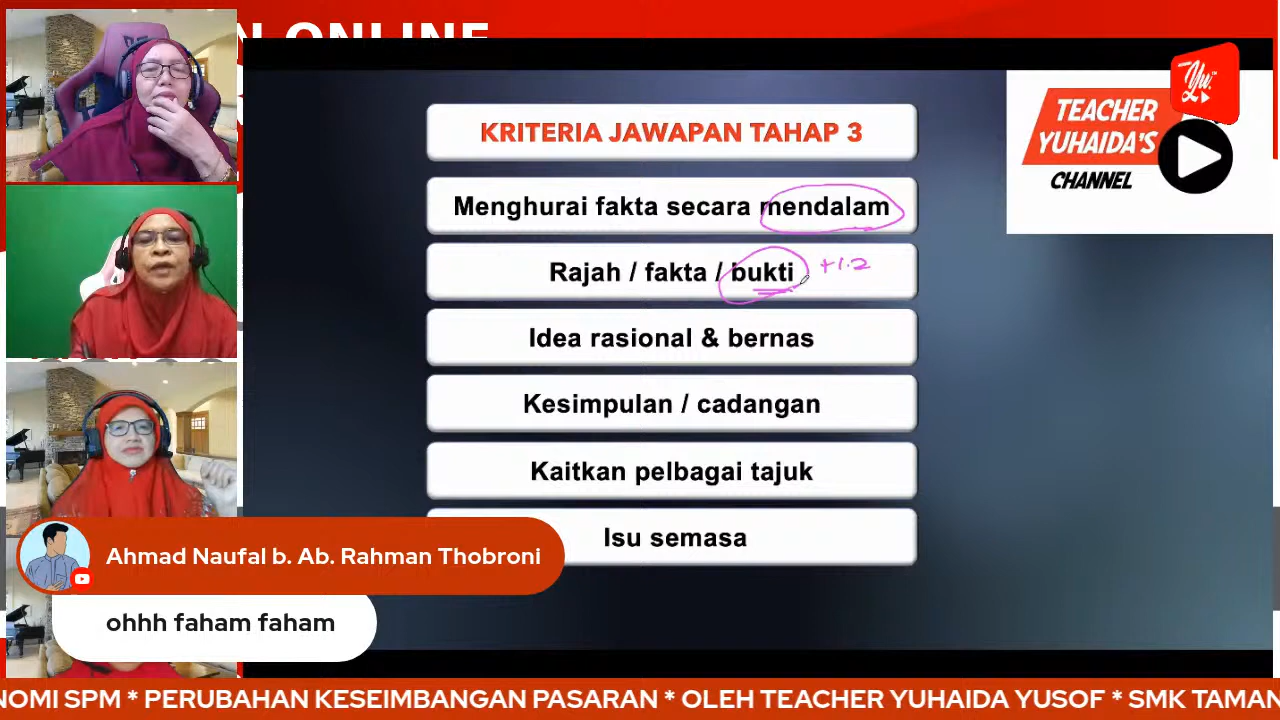 N ONLINE
KRITERIA JAWAPAN TAHAP 3
Menghurai fakta secara mendalam
Rajah / fakta / bukti
+1.2
Idea rasional & bernas
Kesimpulan / cadangan
Kaitkan pelbagai tajuk
Isu semasa
Yu.
TEACHER
YUHAIDA'S
CHANNEL
Ahmad Naufal b. Ab. Rahman Thobroni
ohhh faham faham
NOMI SPM * PERUBAHAN KESEIMBANGAN PASARAN * OLEH TEACHER YUHAIDA YUSOF * SMK TAMAN